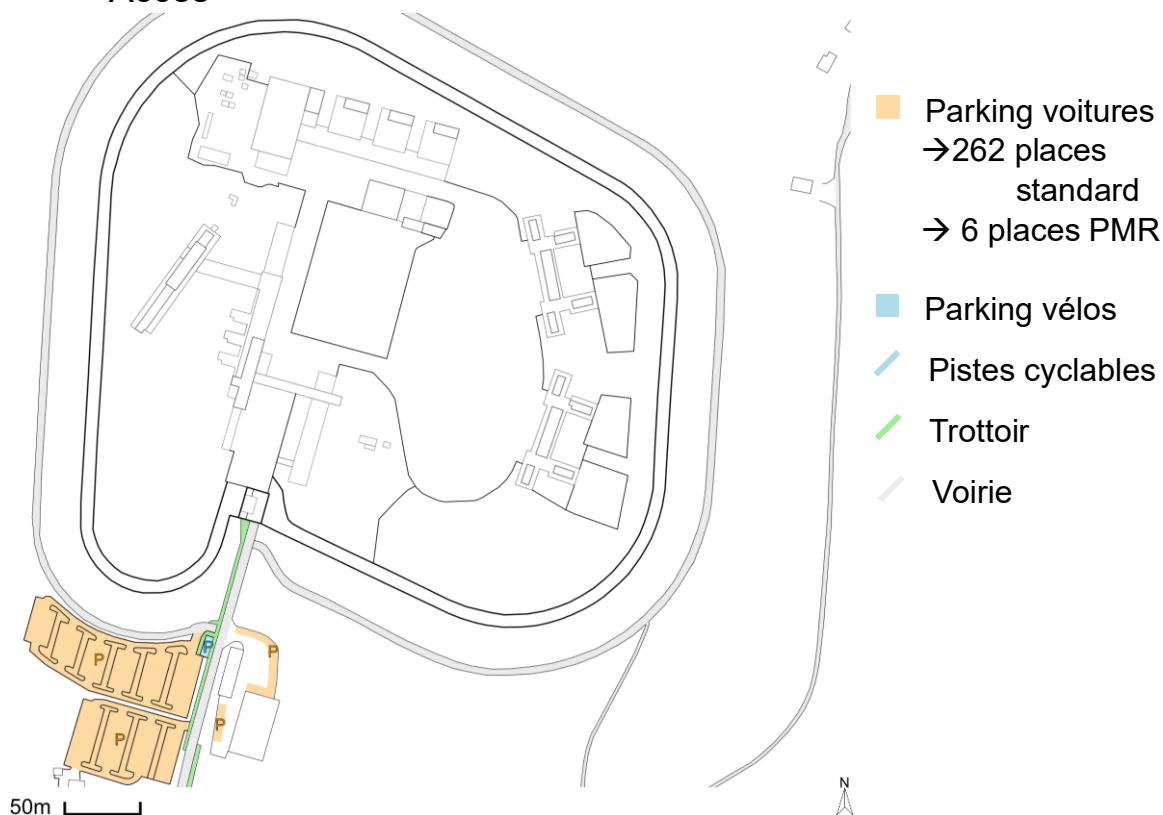 Parking voitures
→262 places
standard
→ 6 places PMR
Parking vélos
Pistes cyclables
Trottoir
Voirie
P
P
P
P
P
50m
N